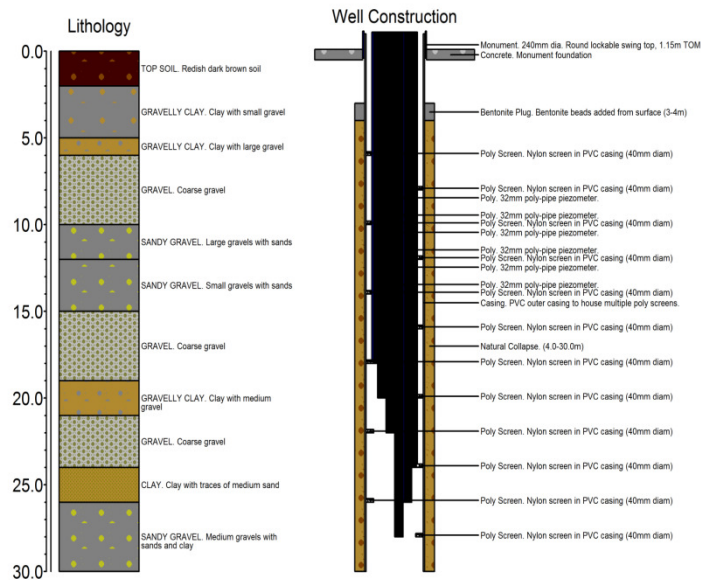 Lithology
Well Construction
0.0
5.0
10.0
15.0
20.0
25.0
30.0
TOP SOIL. Redish dark brown soil
GRAVELLY CLAY. Clay with small gravel
GRAVELLY CLAY. Clay with large gravel
GRAVEL. Coarse gravel
SANDY GRAVEL. Large gravels with sands
SANDY GRAVEL. Small gravels with sands
GRAVEL. Coarse gravel
GRAVELLY CLAY. Clay with medium
gravel
GRAVEL. Coarse gravel
CLAY. Clay with traces of medium sand
SANDY GRAVEL. Medium gravels with
sands and clay
Monument. 240mm dia. Round lockable swing top, 1.15m TOM
Concrete. Monument foundation
Bentonite Plug. Bentonite beads added from surface (3-4m)
Poly Screen. Nylon screen in PVC casing (40mm diam)
Poly Screen. Nylon screen in PVC casing (40mm diam)
Poly. 32mm poly-pipe piezometer.
Poly. 32mm poly-pipe piezometer.
Poly Screen. Nylon screen in PVC casing (40mm diam)
Poly. 32mm poly-pipe piezometer.
Poly. 32mm poly-pipe piezometer.
Poly Screen. Nylon screen in PVC casing (40mm diam)
Poly. 32mm poly-pipe piezometer.
Poly. 32mm poly-pipe piezometer.
Poly Screen. Nylon screen in PVC casing (40mm diam)
Casing. PVC outer casing to house multiple poly screens.
Poly Screen. Nylon screen in PVC casing (40mm diam)
Natural Collapse. (4.0-30.0m)
Poly Screen. Nylon screen in PVC casing (40mm diam)
Poly Screen. Nylon screen in PVC casing (40mm diam)
Poly Screen. Nylon screen in PVC casing (40mm diam)
Poly Screen. Nylon screen in PVC casing (40mm diam)
Poly Screen. Nylon screen in PVC casing (40mm diam)
Poly Screen. Nylon screen in PVC casing (40mm diam)